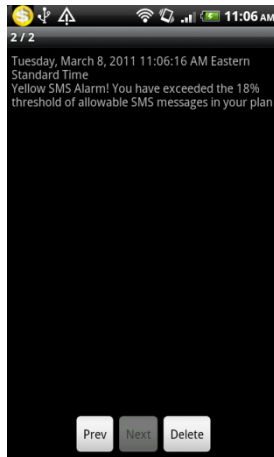 11:06 AM
2 / 2
Tuesday, March 8, 2011 11:06:16 AM Eastern
Standard Time
Yellow SMS Alarm! You have exceeded the 18%
threshold of allowable SMS messages in your plan
Prev Next Delete